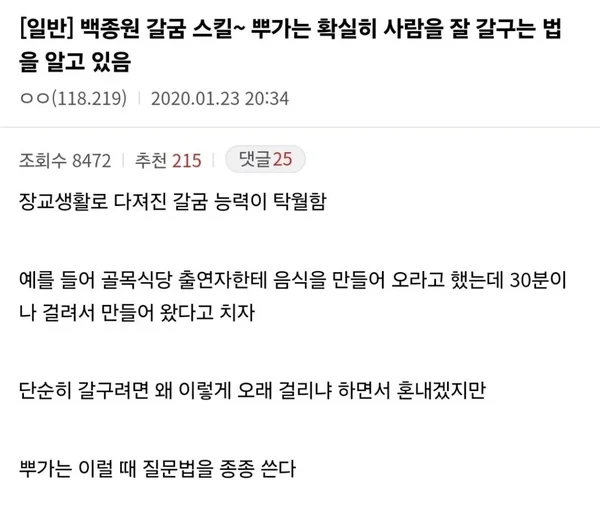 [일반] 백종원 갈굼 스킬~ 뿌가는 확실히 사람을 잘 갈구는 법
을 알고 있음
ㅇㅇ(118.219) | 2020.01.23 20:34
조회수 8472 | 추천 215 | 댓글25
장교생활로 다져진 갈굼 능력이 탁월함
예를 들어 골목식당 출연자한테 음식을 만들어 오라고 했는데 30분이
나 걸려서 만들어 왔다고 치자
단순히 갈구려면 왜 이렇게 오래 걸리냐 하면서 혼내겠지만
뿌가는 이럴 때 질문법을 종종 쓴다